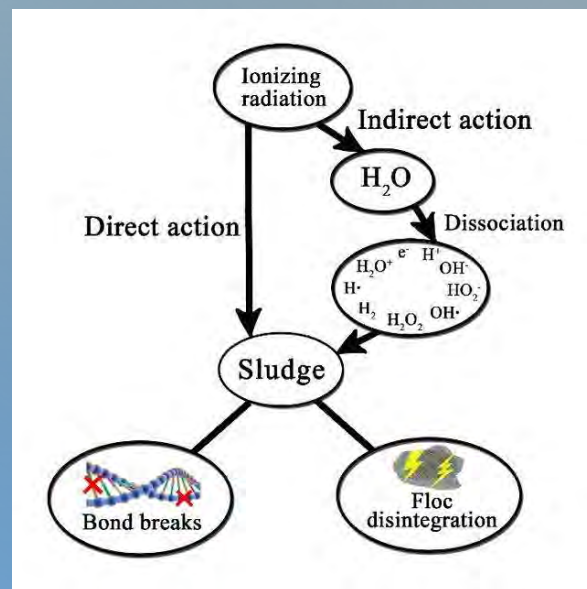 Ionizing
radiation
Indirect action
H₂O
Direct action
Dissociation
e⁻ H⁺
H₂O⁺ OH⁻
H• HO₂⁻
H₂ H₂O₂ OH•
Sludge
Bond breaks
Floc
disintegration